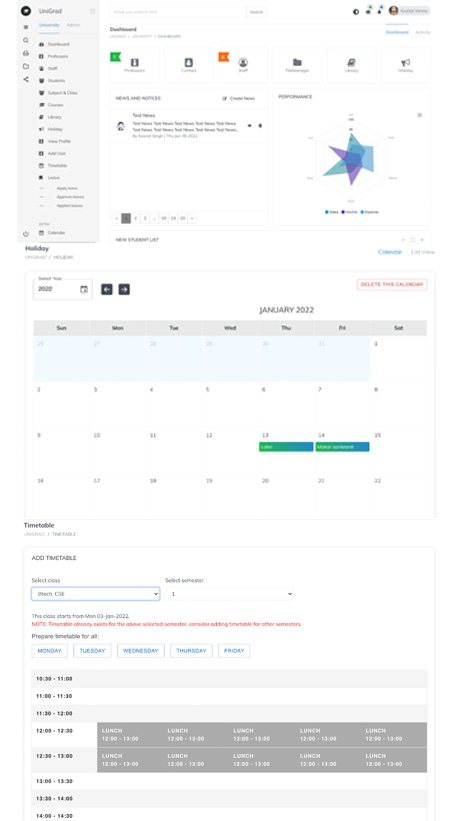 UniGrad
What you want to find
Search
Kushal Verma
University
Admin
Dashboard
Professors
Staff
Students
Subject & Class
Courses
Library
Holiday
View Profile
Add User
Timetable
Leave
Apply leave
Approve leaves
Applied leaves
EXTRA
Calendar
Dashboard
UNIGRAD / UNIVERSITY / DASHBOARD
Dashboard
Activity
Professors
Contact
Staff
Filemanager
Library
Holiday
NEWS AND NOTICES
Create News
Test News
Test News Test News Test News Test News
Test News Test News Test News Test News...
PERFORMANCE
Sales
Income
Expense
« 1 2 3 ... 18 19 20 »
NEW STUDENT LIST
Holiday
UNIGRAD / HOLIDAY
Calendar
List View
Select Year
2022
DELETE THIS CALENDAR
JANUARY 2022
Sun Mon Tue Wed Thu Fri Sat
26 27 28 29 30 31 1
2 3 4 5 6 7 8
9 10 11 12 13 14 15
Lohri
Makar sankranti
16 17 18 19 20 21 22
Timetable
UNIGRAD / TIMETABLE
ADD TIMETABLE
Select class
Select semester
Btech: CSE
1
This class starts from Mon 03-Jan-2022.
NOTE: Timetable already exists for the above selected semester, consider adding timetable for other semesters.
Prepare timetable for all:
MONDAY TUESDAY WEDNESDAY THURSDAY FRIDAY
10:30 - 11:00
11:00 - 11:30
11:30 - 12:00
12:00 - 12:30
LUNCH LUNCH LUNCH LUNCH LUNCH
12:00 - 13:00 12:00 - 13:00 12:00 - 13:00 12:00 - 13:00 12:00 - 13:00
12:30 - 13:00
LUNCH LUNCH LUNCH LUNCH LUNCH
12:00 - 13:00 12:00 - 13:00 12:00 - 13:00 12:00 - 13:00 12:00 - 13:00
13:00 - 13:30
13:30 - 14:00
14:00 - 14:30